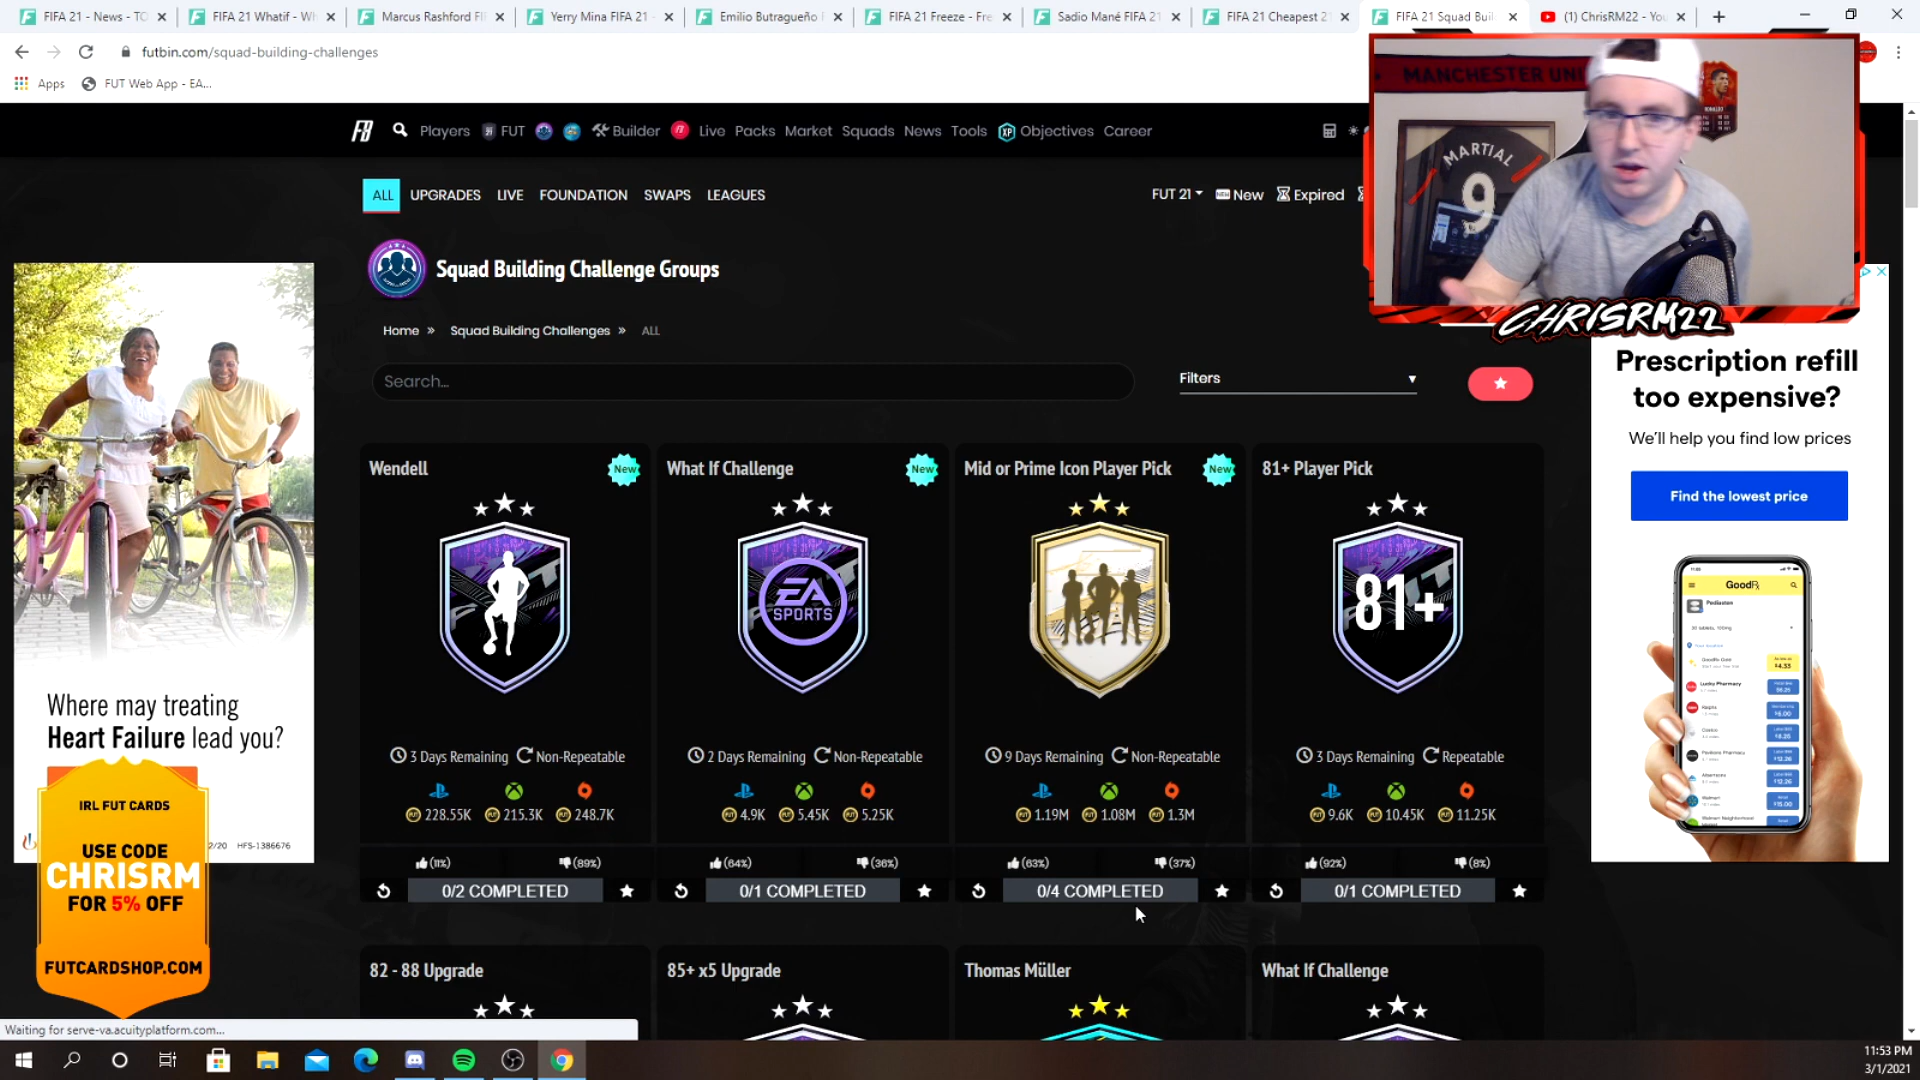 FIFA 21 - News - TO
FIFA 21 Whatif - Wh
Marcus Rashford FI
Yerry Mina FIFA 21 -
Emilio Butragueño
FIFA 21 Freeze - Fre
Sadio Mané FIFA 21
FIFA 21 Cheapest 2
FIFA 21 Squad Buil
(1) ChrisRM22 - You
futbin.com/squad-building-challenges
Apps
FUT Web App - EA...
MANCHESTER UNI
RONALDO
MARTIAL
9
CHRISRM22
FB
Players
FUT
Builder
Live
Packs
Market
Squads
News
Tools
XP
Objectives
Career
ALL
UPGRADES
LIVE
FOUNDATION
SWAPS
LEAGUES
FUT 21
New
Expired
Squad Building Challenge Groups
Home » Squad Building Challenges » ALL
Search...
Filters
Wendell
New
What If Challenge
New
Mid or Prime Icon Player Pick
New
81+ Player Pick
EA SPORTS
81+
3 Days Remaining Non-Repeatable
2 Days Remaining Non-Repeatable
9 Days Remaining Non-Repeatable
3 Days Remaining Repeatable
228.55K 215.3K 248.7K
4.9K 5.45K 5.25K
1.19M 1.08M 1.3M
9.6K 10.45K 11.25K
(11%) (89%)
(64%) (36%)
(63%) (37%)
(92%) (8%)
0/2 COMPLETED
0/1 COMPLETED
0/4 COMPLETED
0/1 COMPLETED
82 - 88 Upgrade
85+ x5 Upgrade
Thomas Müller
What If Challenge
Where may treating
Heart Failure lead you?
2/20 HFS-1386676
IRL FUT CARDS
USE CODE
CHRISRM
FOR 5% OFF
FUTCARDSHOP.COM
Prescription refill
too expensive?
We'll help you find low prices
Find the lowest price
GoodRx
Waiting for serve-va.acuityplatform.com...
11:53 PM
3/1/2021